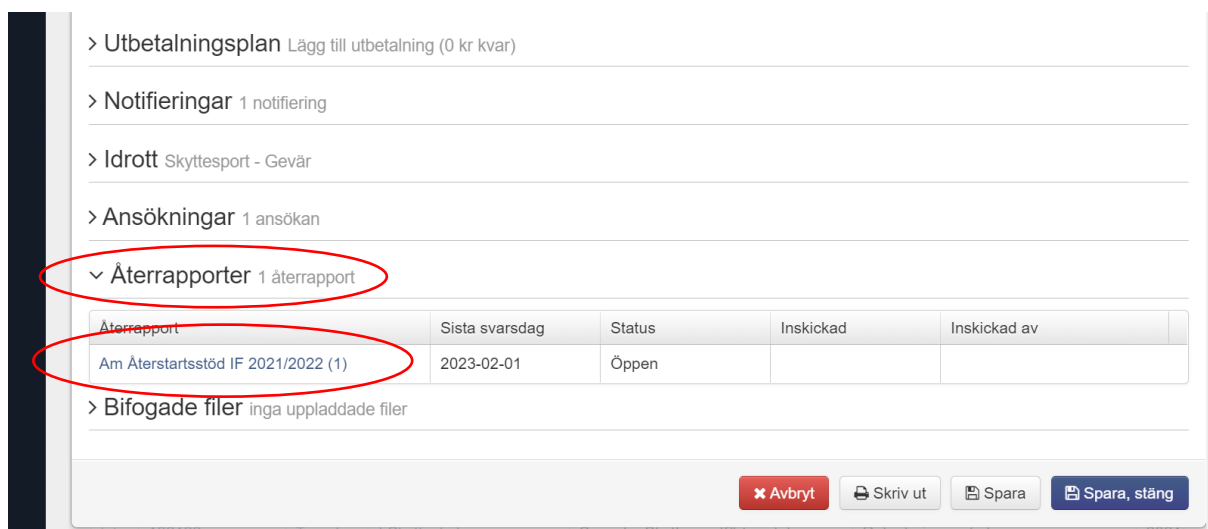 Utbetalningsplan Lägg till utbetalning (0 kr kvar)
Notifieringar 1 notifiering
Idrott Skyttesport - Gevär
Ansökningar 1 ansökan
Återrapporter 1 återrapport
Återrapport Sista svarsdag Status Inskickad Inskickad av
Am Återstartsstöd IF 2021/2022 (1) 2023-02-01 Öppen
Bifogade filer inga uppladdade filer
Avbryt Skriv ut Spara Spara, stäng